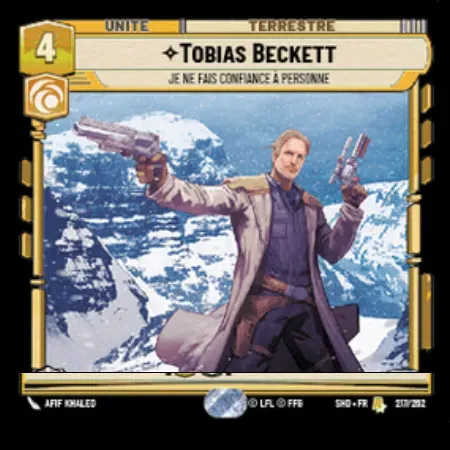 UNITÉ TERRESTRE
4
TOBIAS BECKETT
JE NE FAIS CONFIANCE À PERSONNE
AFIF KHALED © LFL © FFG SHD • FR 217/262